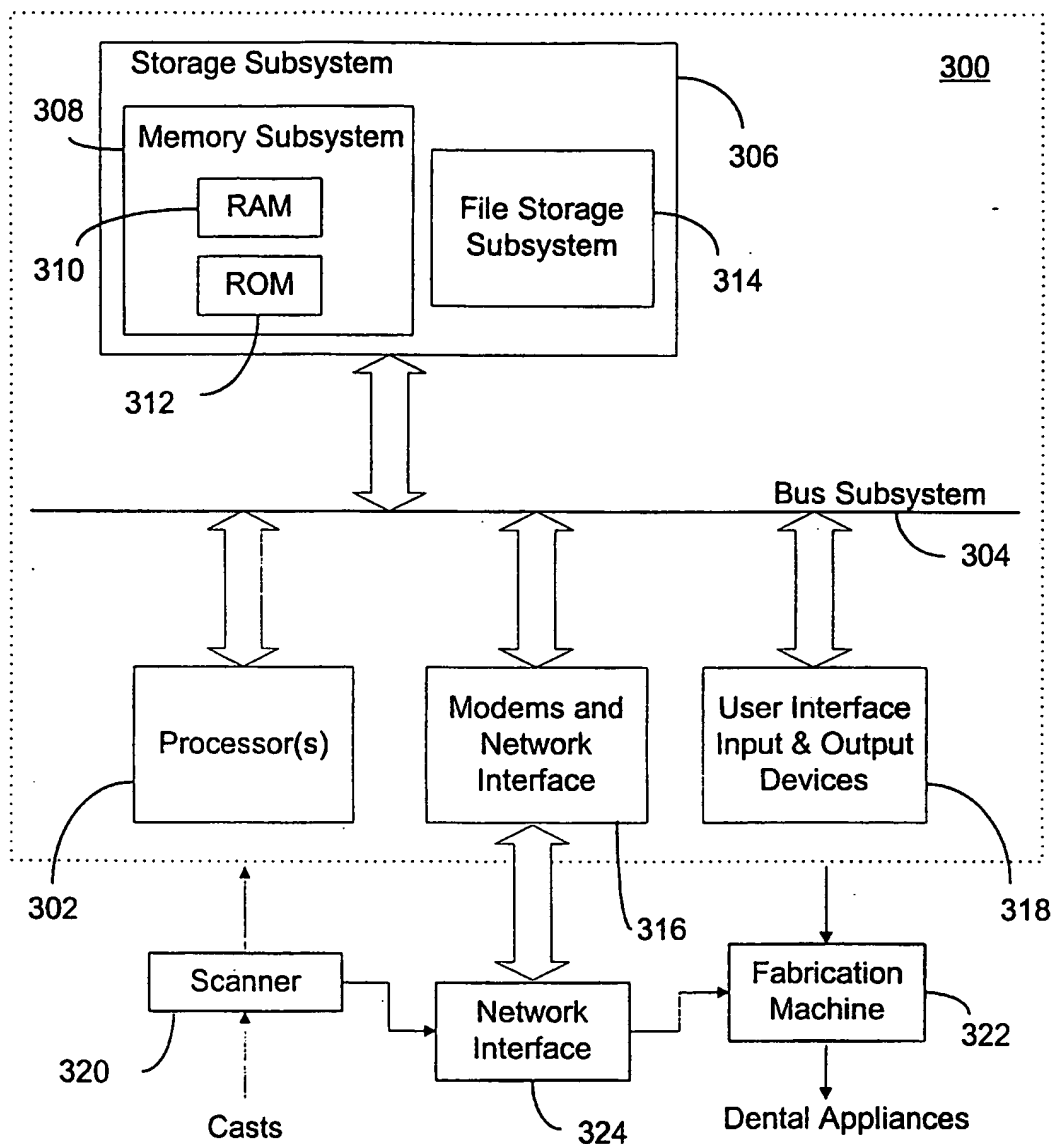 Storage Subsystem
300
308
Memory Subsystem
306
RAM
File Storage
Subsystem
310
ROM
314
312
Bus Subsystem
304
Processor(s)
Modems and
Network
Interface
User Interface
Input & Output
Devices
302
316
318
Scanner
Fabrication
Machine
320
Network
Interface
322
Casts
324
Dental Appliances